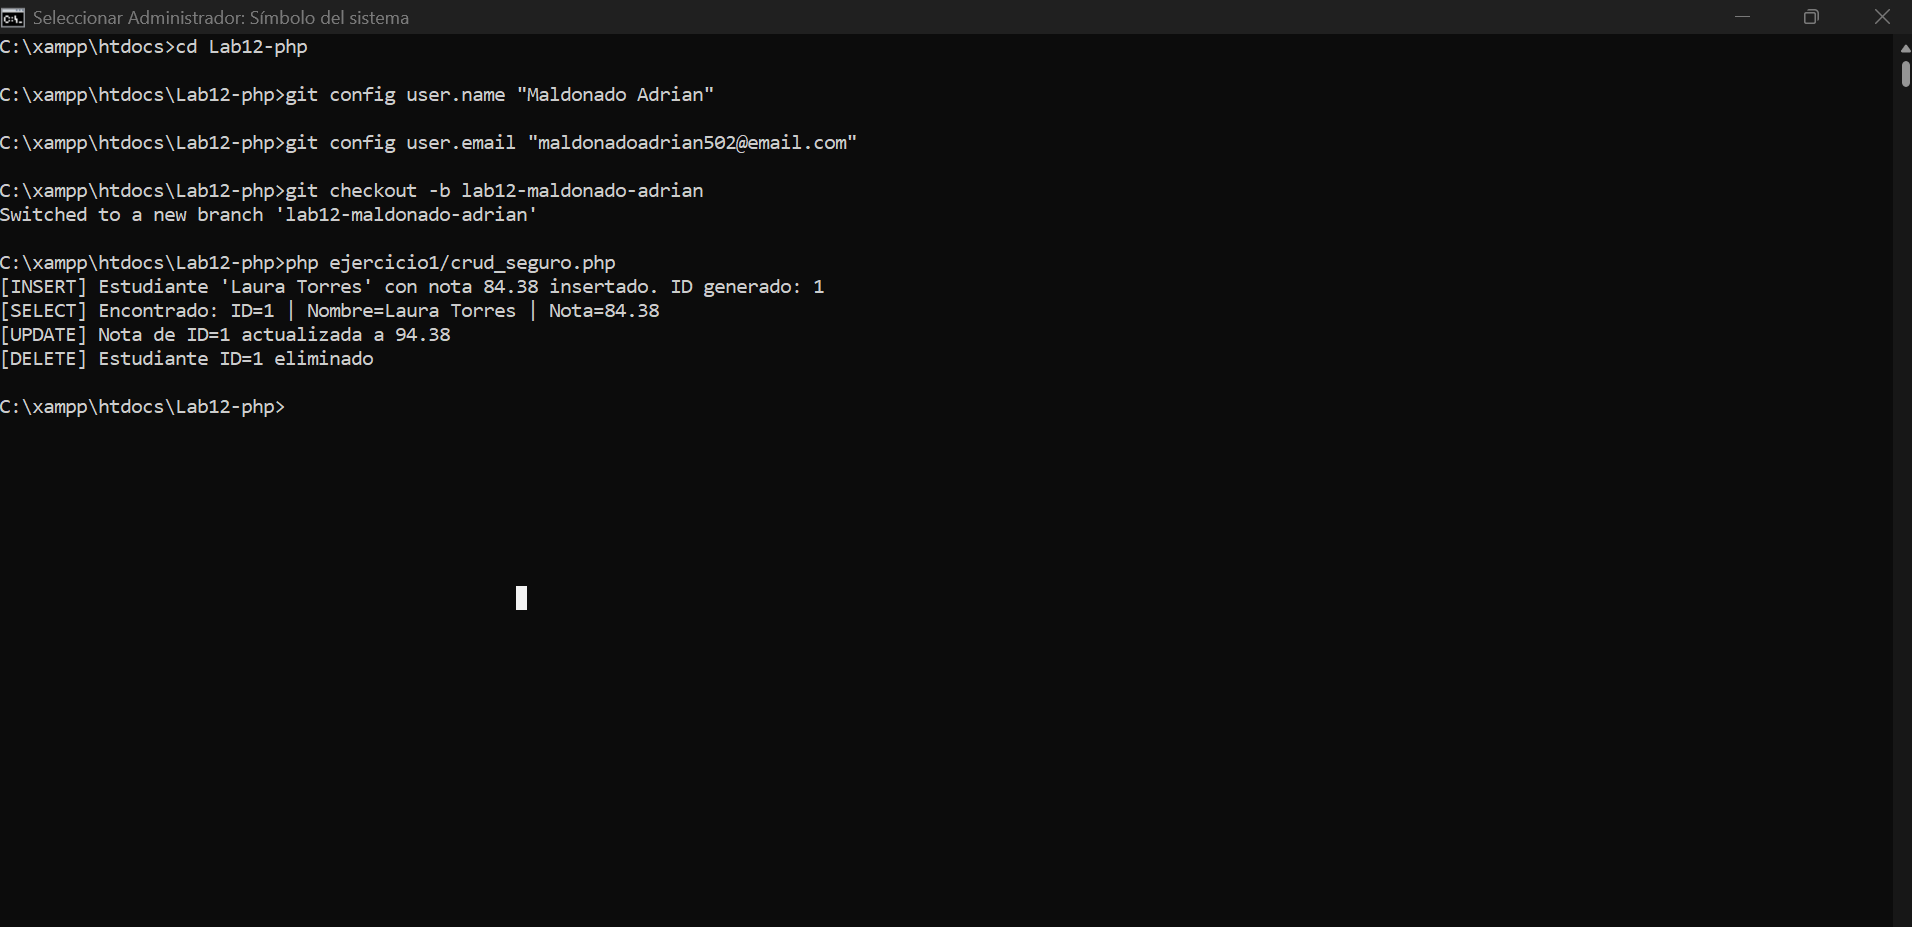 Seleccionar Administrador: Símbolo del sistema
C:\xampp\htdocs>cd Lab12-php
C:\xampp\htdocs\Lab12-php>git config user.name "Maldonado Adrian"
C:\xampp\htdocs\Lab12-php>git config user.email "maldonadoadrian502@email.com"
C:\xampp\htdocs\Lab12-php>git checkout -b lab12-maldonado-adrian
Switched to a new branch 'lab12-maldonado-adrian'
C:\xampp\htdocs\Lab12-php>php ejercicio1/crud_seguro.php
[INSERT] Estudiante 'Laura Torres' con nota 84.38 insertado. ID generado: 1
[SELECT] Encontrado: ID=1 | Nombre=Laura Torres | Nota=84.38
[UPDATE] Nota de ID=1 actualizada a 94.38
[DELETE] Estudiante ID=1 eliminado
C:\xampp\htdocs\Lab12-php>